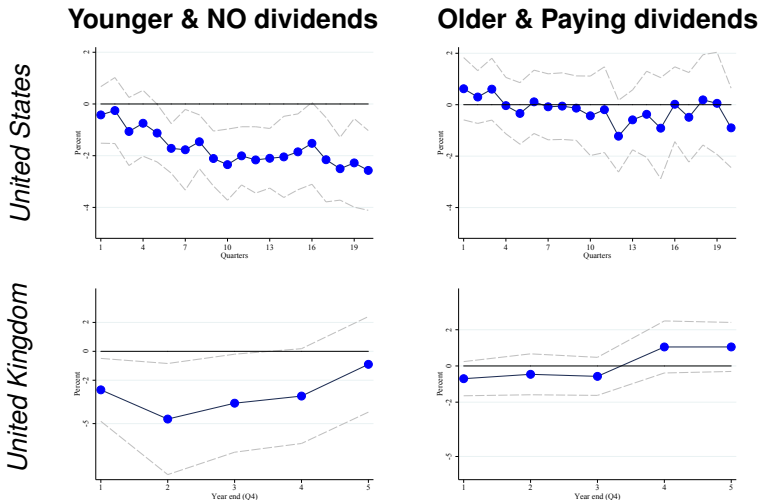 Younger & NO dividends
Older & Paying dividends
United States
Percent
2
0
-2
-4
1 4 7 10 13 16 19
Quarters
Percent
2
0
-2
-4
1 4 7 10 13 16 19
Quarters
United Kingdom
Percent
2
0
-2
-5
1 2 3 4 5
Year end (Q4)
Percent
2
0
-2
-5
1 2 3 4 5
Year end (Q4)